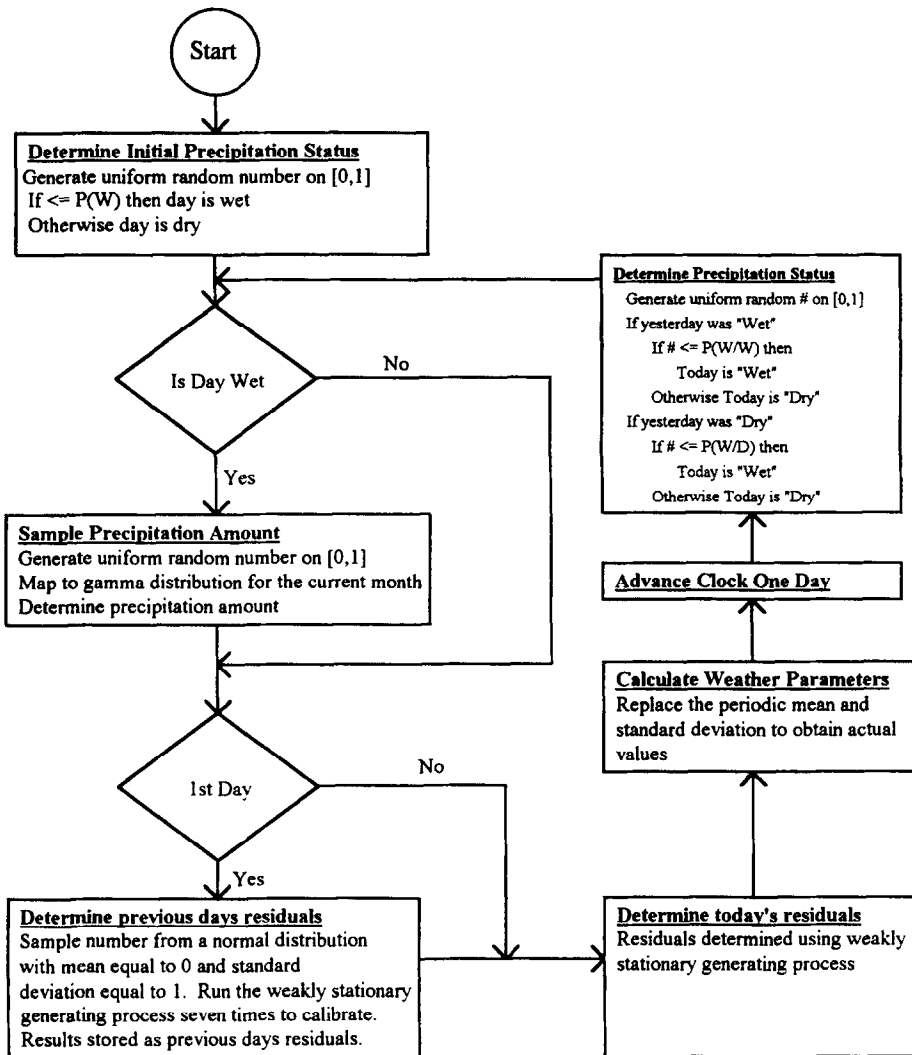 Start
Determine Initial Precipitation Status
Generate uniform random number on [0,1]
If <= P(W) then day is wet
Otherwise day is dry
Is Day Wet
No
Yes
Sample Precipitation Amount
Generate uniform random number on [0,1]
Map to gamma distribution for the current month
Determine precipitation amount
1st Day
No
Yes
Determine previous days residuals
Sample number from a normal distribution
with mean equal to 0 and standard
deviation equal to 1. Run the weakly stationary
generating process seven times to calibrate.
Results stored as previous days residuals.
Determine today's residuals
Residuals determined using weakly
stationary generating process
Calculate Weather Parameters
Replace the periodic mean and
standard deviation to obtain actual
values
Advance Clock One Day
Determine Precipitation Status
Generate uniform random # on [0,1]
If yesterday was "Wet"
If # <= P(W/W) then
Today is "Wet"
Otherwise Today is "Dry"
If yesterday was "Dry"
If # <= P(W/D) then
Today is "Wet"
Otherwise Today is "Dry"